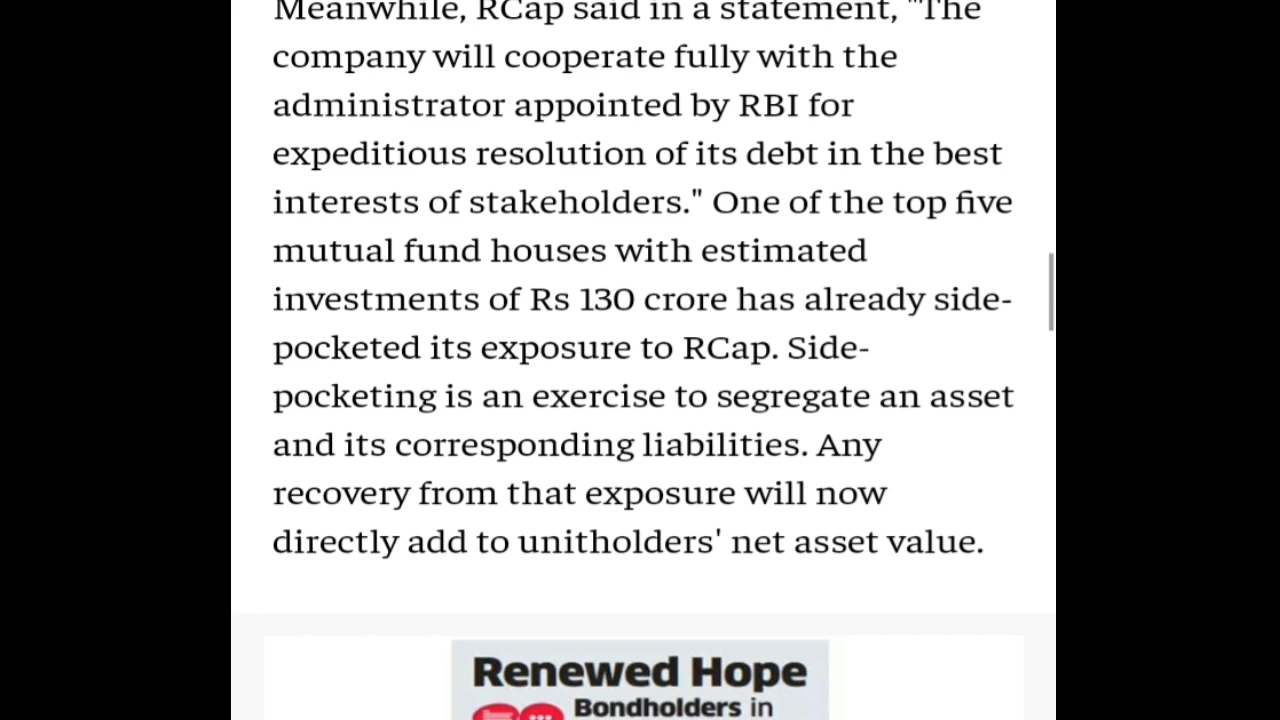 Meanwhile, RCap said in a statement, "The
company will cooperate fully with the
administrator appointed by RBI for
expeditious resolution of its debt in the best
interests of stakeholders." One of the top five
mutual fund houses with estimated
investments of Rs 130 crore has already side-
pocketed its exposure to RCap. Side-
pocketing is an exercise to segregate an asset
and its corresponding liabilities. Any
recovery from that exposure will now
directly add to unitholders' net asset value.
Renewed Hope
Bondholders in